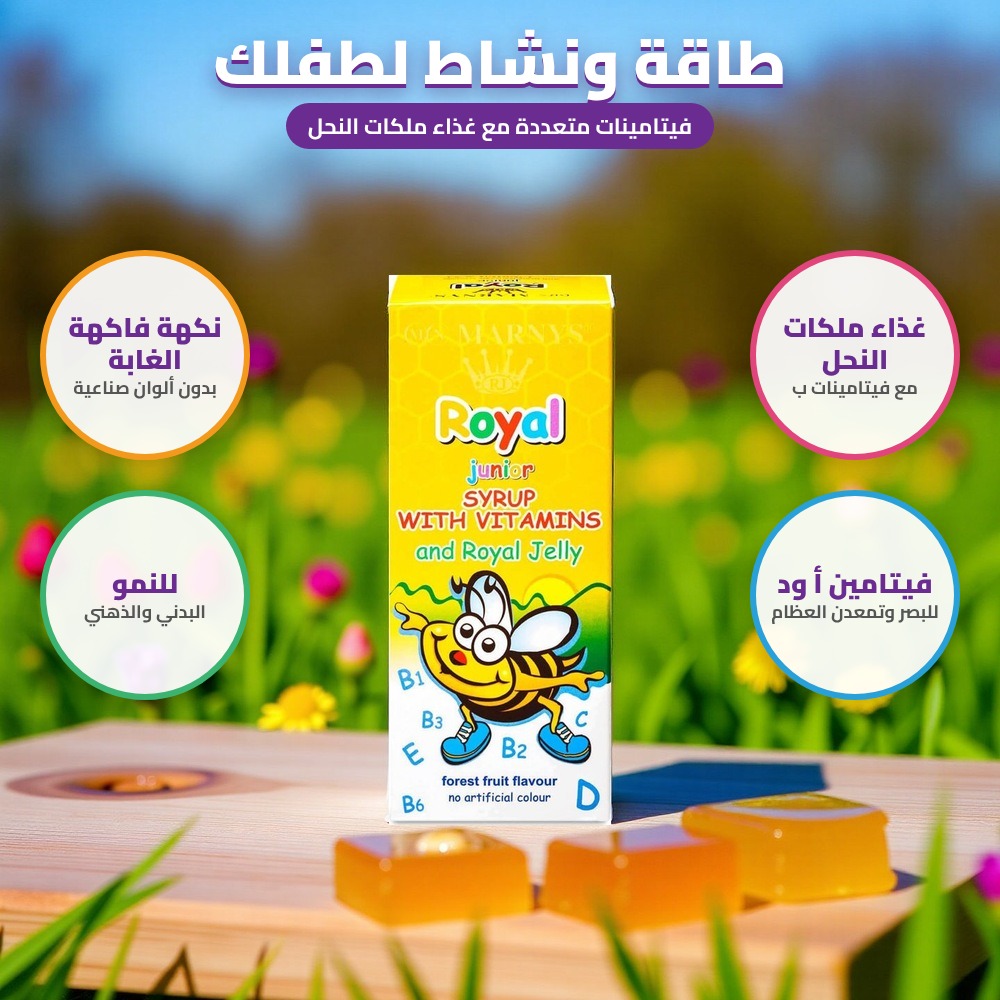 طاقة ونشاط لطفلك
فيتامينات متعددة مع غذاء ملكات النحل
غذاء ملكات
النحل
مع فيتامينات ب
نكهة فاكهة
الغابة
بدون ألوان صناعية
فيتامين أ ود
للبصر وتمعدن العظام
للنمو
البدني والذهني
Royal
MARNYS
RJ
Royal
junior
SYRUP
WITH VITAMINS
and Royal Jelly
B1
B3
C
E
B2
forest fruit flavour
no artificial colour
B6
D